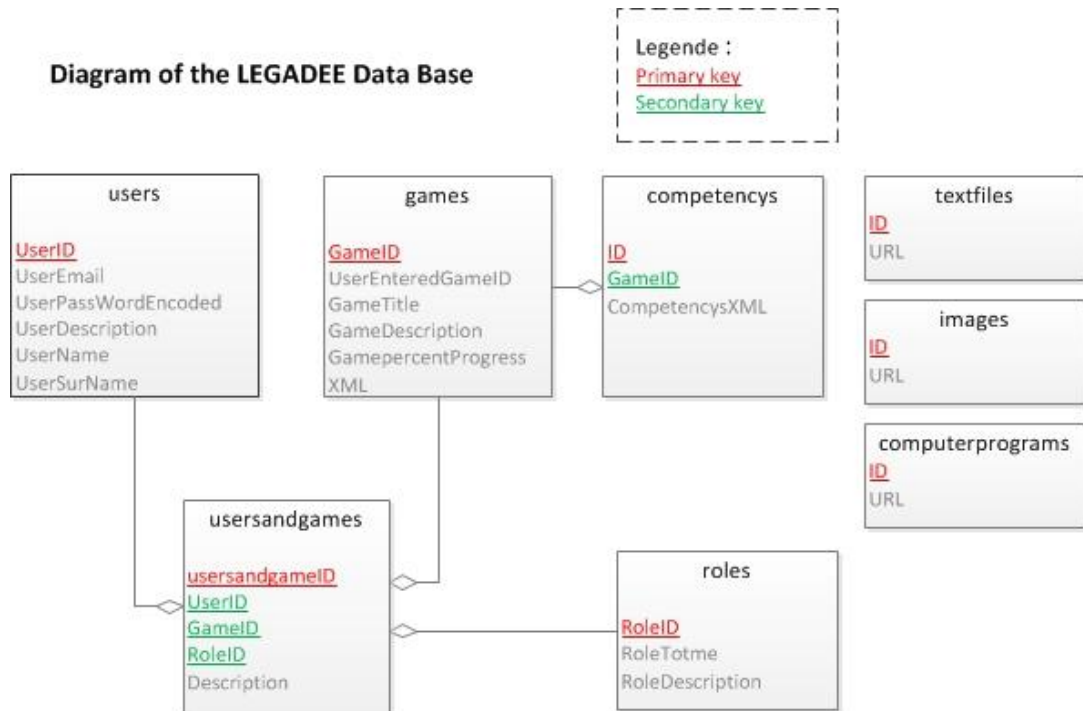 Diagram of the LEGADEE Data Base
Legende :
Primary key
Secondary key
users
UserID
UserEmail
UserPassWordEncoded
UserDescription
UserName
UserSurName
games
GameID
UserEnteredGameID
GameTitle
GameDescription
GamepercentProgress
XML
competencys
ID
GameID
CompetencysXML
textfiles
ID
URL
images
ID
URL
computerprograms
ID
URL
usersandgames
usersandgameID
UserID
GameID
RoleID
Description
roles
RoleID
RoleTotme
RoleDescription